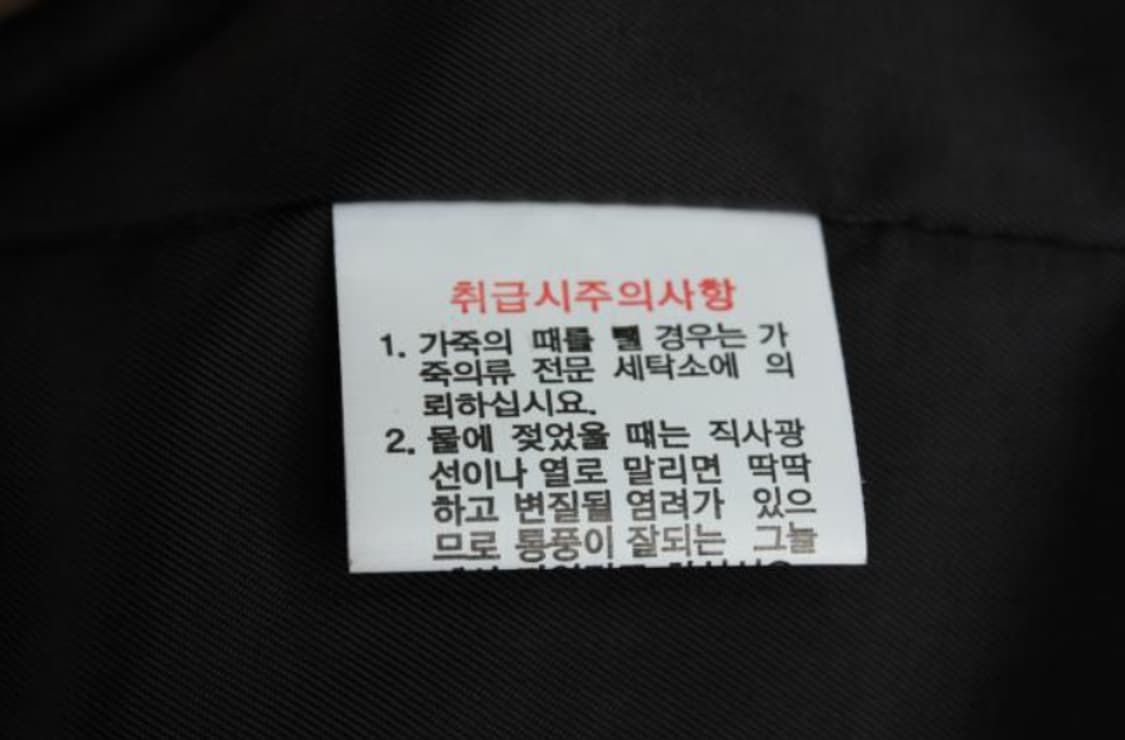 취급시주의사항
1. 가죽의 때를 뺄 경우는 가
죽의류 전문 세탁소에 의
뢰하십시요.
2. 물에 젖었을 때는 직사광
선이나 열로 말리면 딱딱
하고 변질될 염려가 있으
므로 통풍이 잘되는 그늘